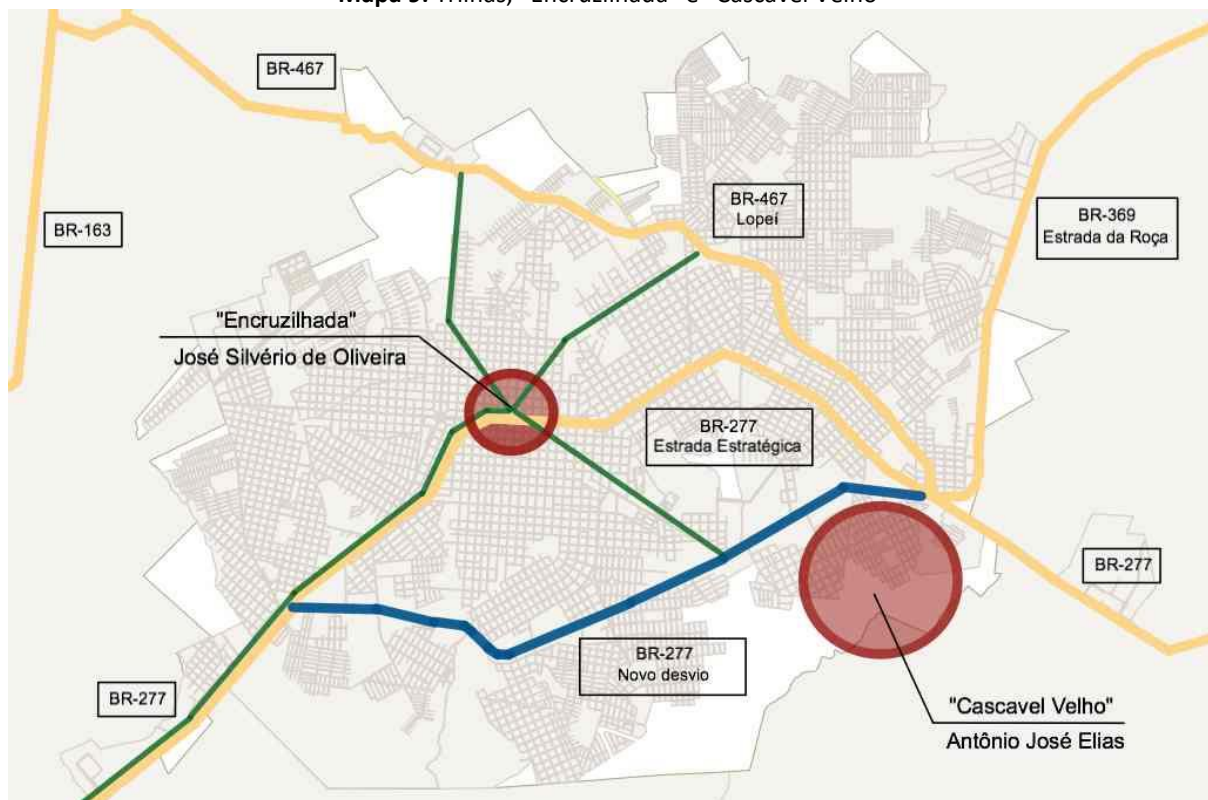 Mapa 9: Trilhas, "Encruzilhada" e "Cascavel Velho"
BR-467
BR-467
Lopeí
BR-163
BR-369
Estrada da Roça
"Encruzilhada"
José Silvério de Oliveira
BR-277
Estrada Estratégica
BR-277
BR-277
Novo desvio
BR-277
"Cascavel Velho"
Antônio José Elias